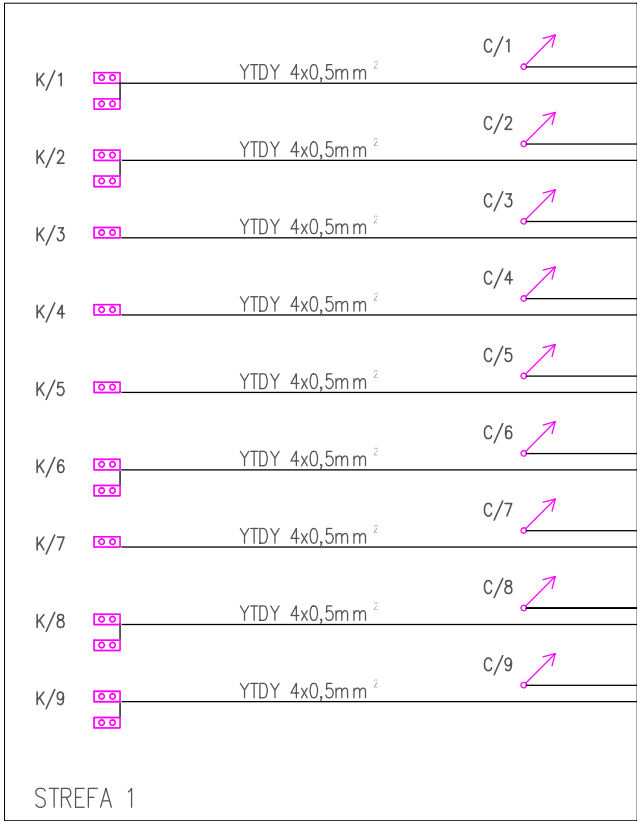 C/1
K/1 YTDY 4x0,5mm²
C/2
K/2 YTDY 4x0,5mm²
C/3
K/3 YTDY 4x0,5mm²
C/4
K/4 YTDY 4x0,5mm²
C/5
K/5 YTDY 4x0,5mm²
C/6
K/6 YTDY 4x0,5mm²
C/7
K/7 YTDY 4x0,5mm²
C/8
K/8 YTDY 4x0,5mm²
C/9
K/9 YTDY 4x0,5mm²
STREFA 1